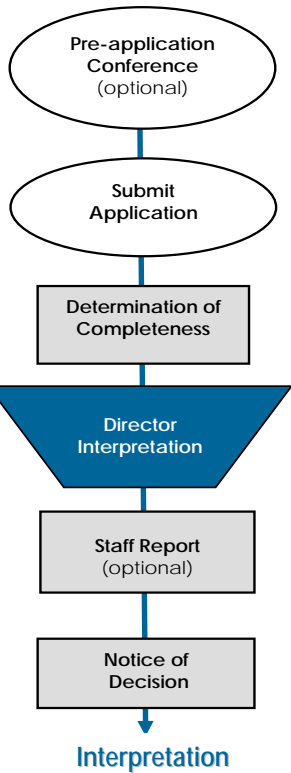 Pre-application
Conference
(optional)
Submit
Application
Determination of
Completeness
Director
Interpretation
Staff Report
(optional)
Notice of
Decision
Interpretation